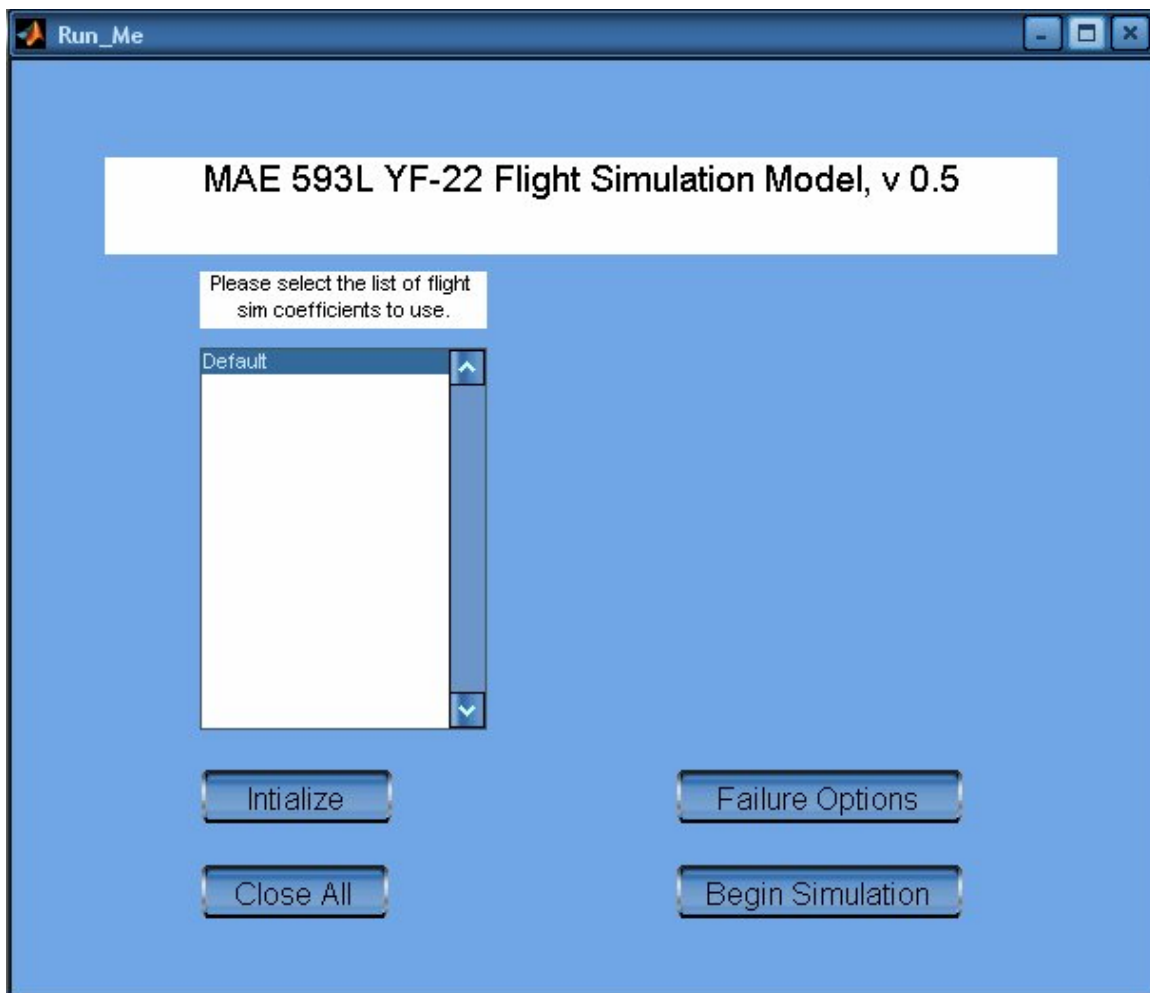 Run_Me
MAE 593L YF-22 Flight Simulation Model, v 0.5
Please select the list of flight
sim coefficients to use.
Default
Intialize
Failure Options
Close All
Begin Simulation